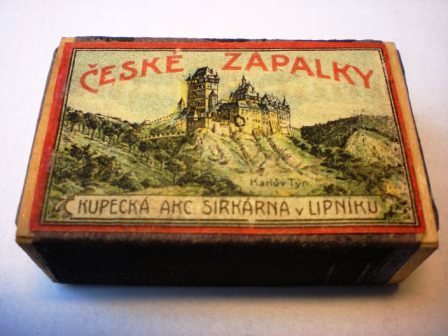 ČESKÉ ZÁPALKY
Karlův Týn
KUPECKÁ AKC. SIRKÁRNA v LIPNÍKU